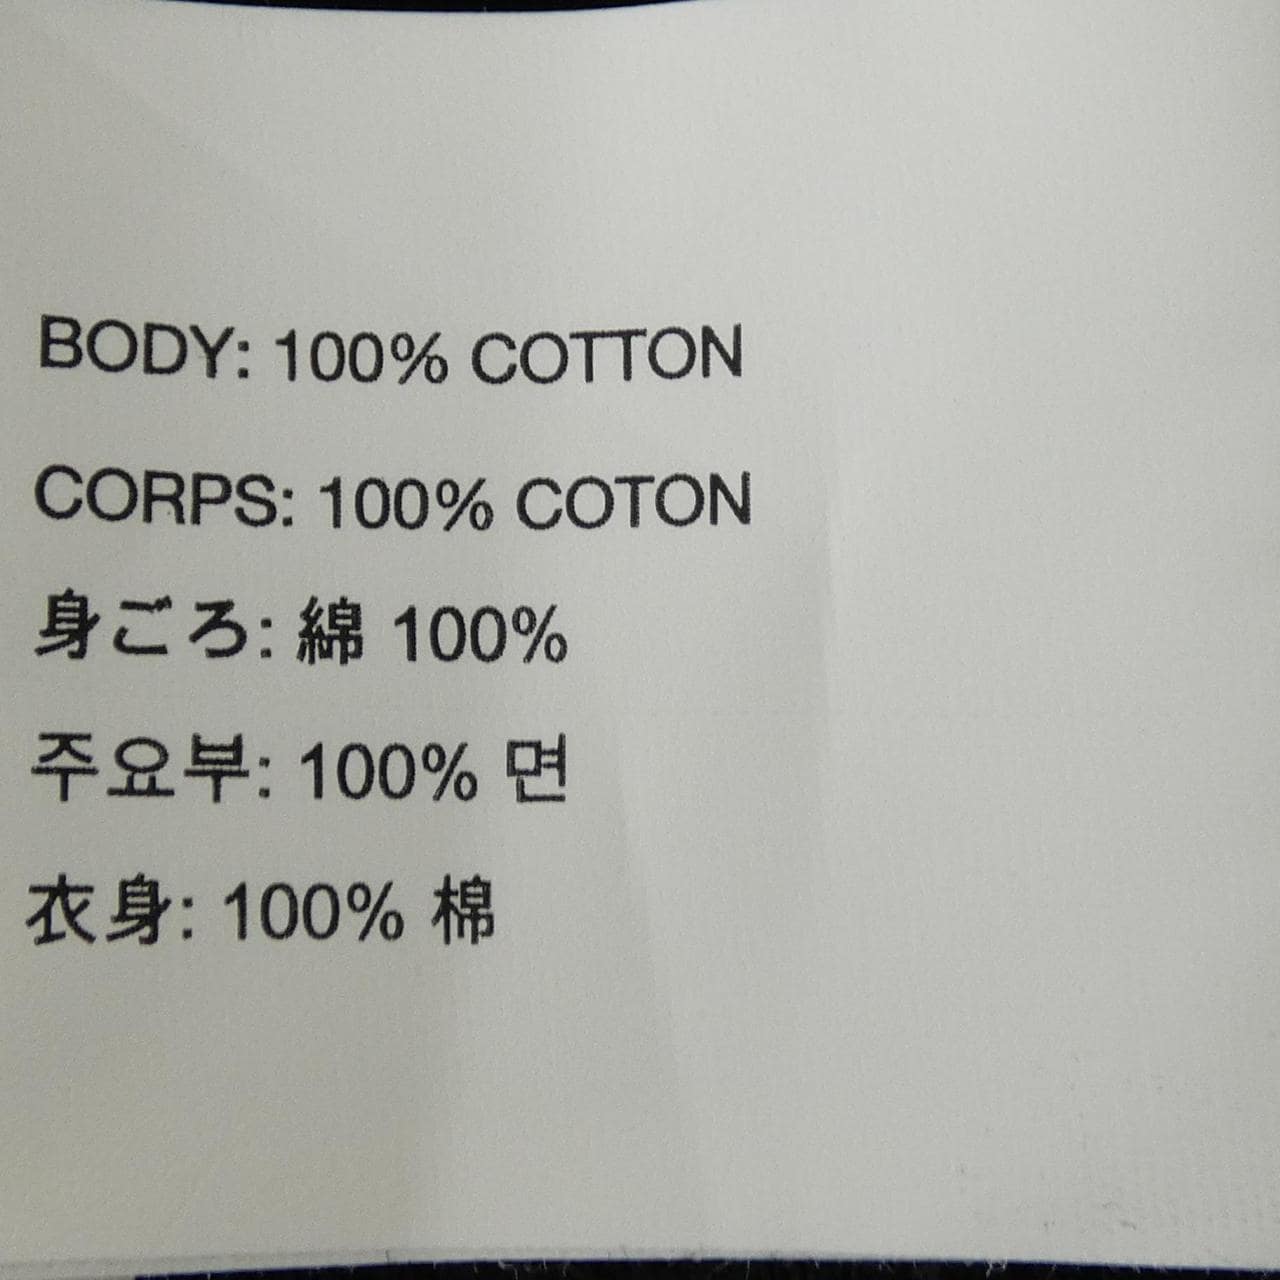 BODY: 100% COTTON
CORPS: 100% COTON
身ごろ: 綿 100%
주요부: 100% 면
衣身: 100% 棉